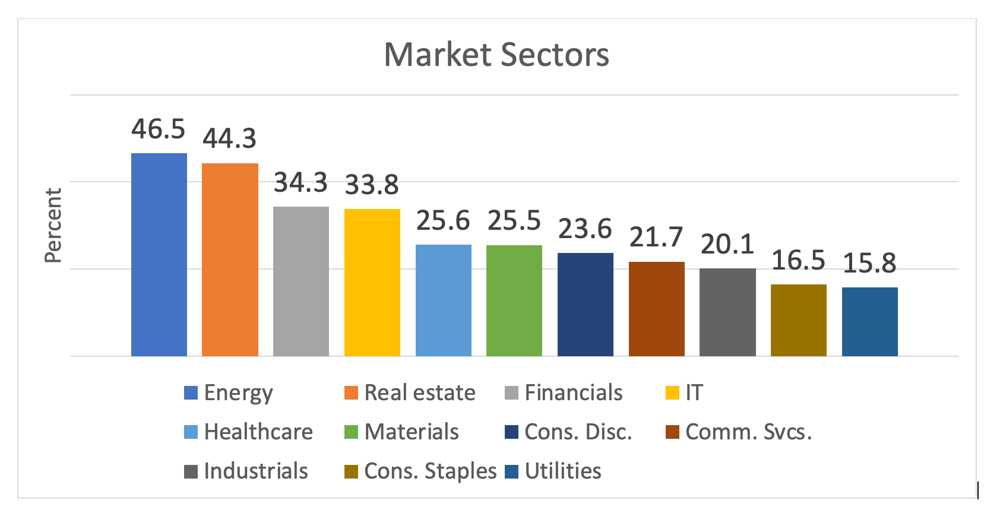 Market Sectors
Percent
46.5
44.3
34.3
33.8
25.6
25.5
23.6
21.7
20.1
16.5
15.8
Energy Real estate Financials IT
Healthcare Materials Cons. Disc. Comm. Svcs.
Industrials Cons. Staples Utilities